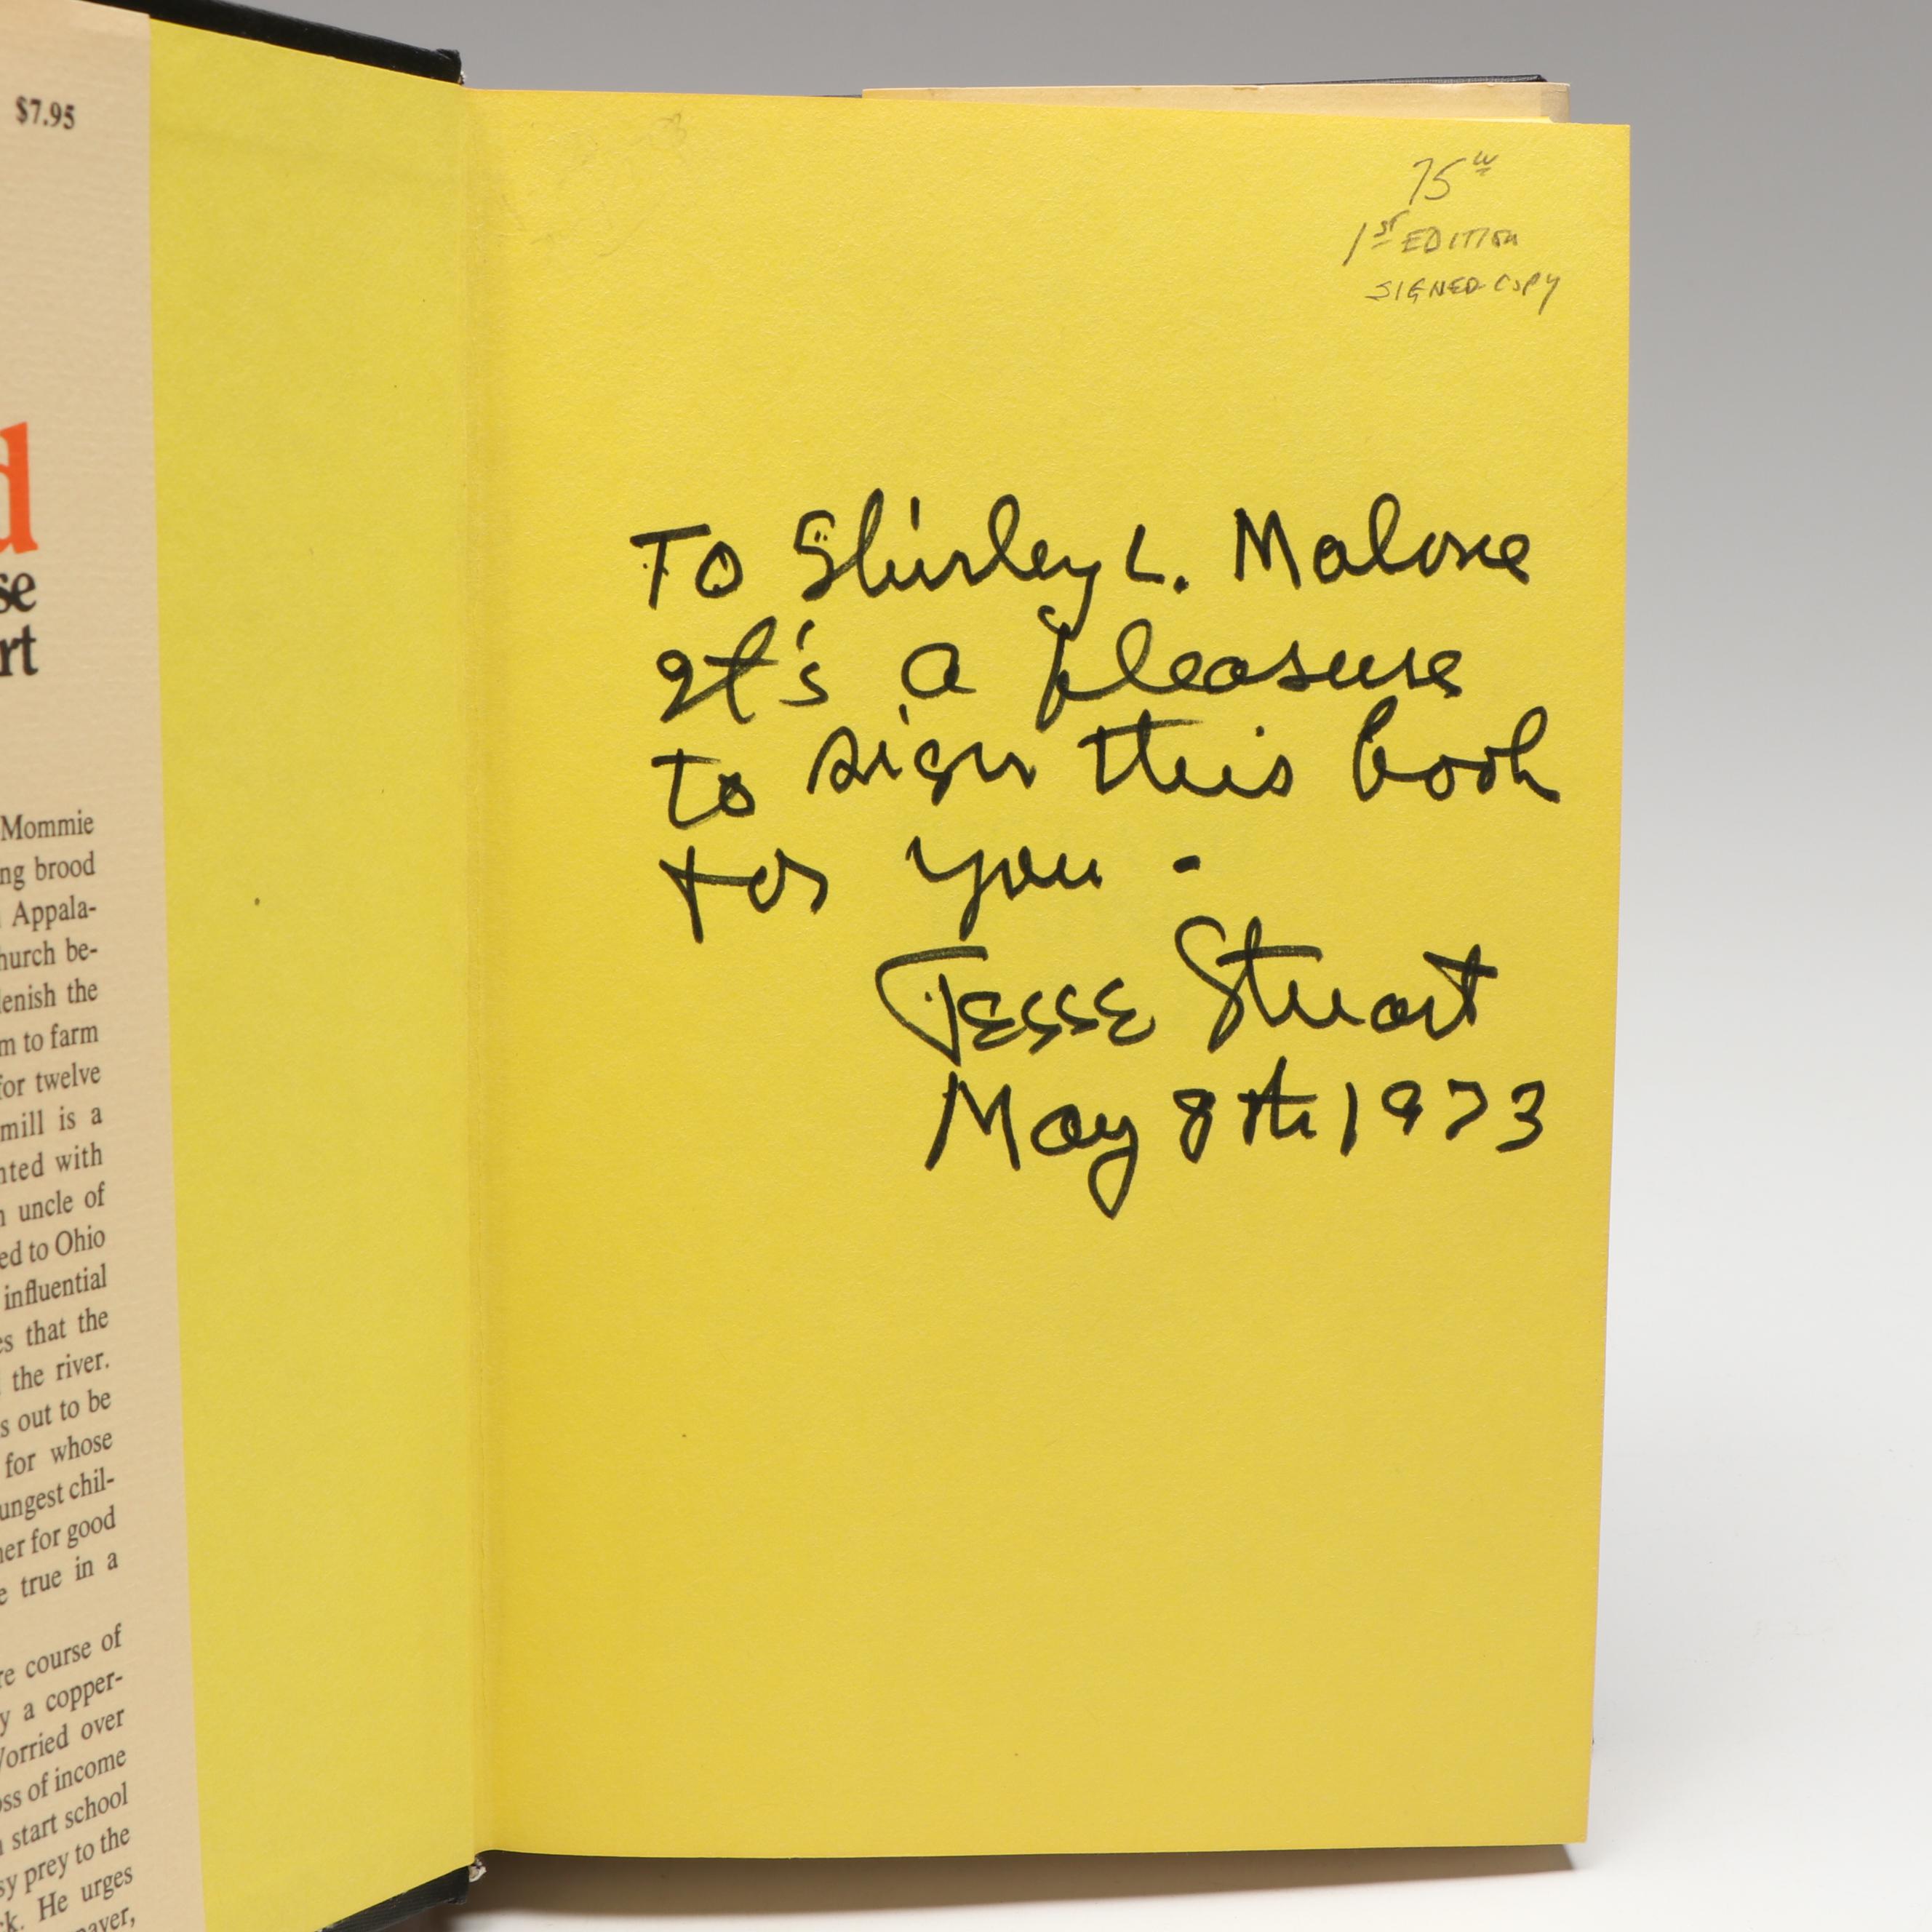 $7.95
d
se
rt
Mommie
ng brood
Appala-
hurch be-
lenish the
m to farm
for twelve
mill is a
nted with
n uncle of
ed to Ohio
influential
es that the
the river.
s out to be
for whose
ungest chil-
her for good
e true in a
re course of
y a copper-
Vorried over
oss of income
n start school
sy prey to the
k. He urges
paver,
75
1ST EDITION
SIGNED COPY
To Shirley L. Malone
It's a pleasure
to sign this book
for you -
Jesse Stuart
May 8th 1973